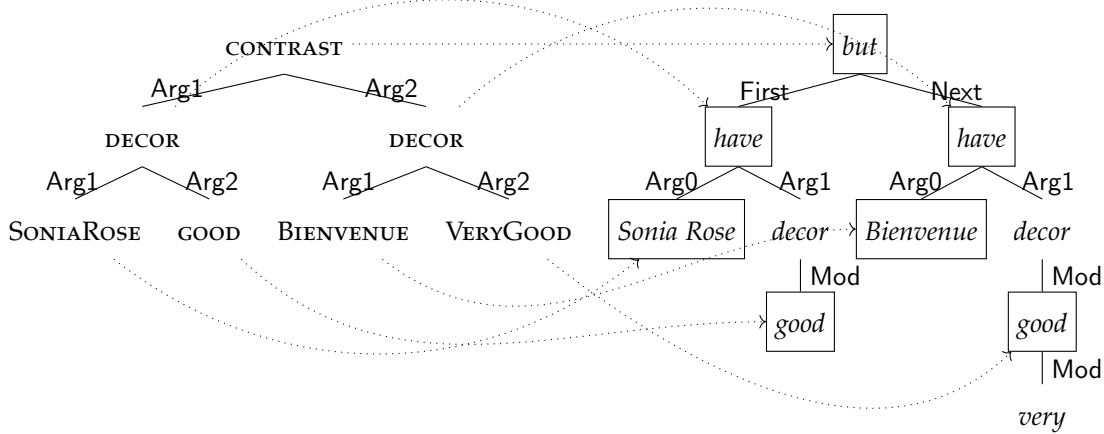 CONTRAST but
Arg1 Arg2 First Next
DECOR DECOR have have
Arg1 Arg2 Arg1 Arg2 Arg0 Arg1 Arg0 Arg1
SONIAROSE GOOD BIENVENUE VERYGOOD Sonia Rose decor Bienvenue decor
Mod Mod
good good
Mod
very